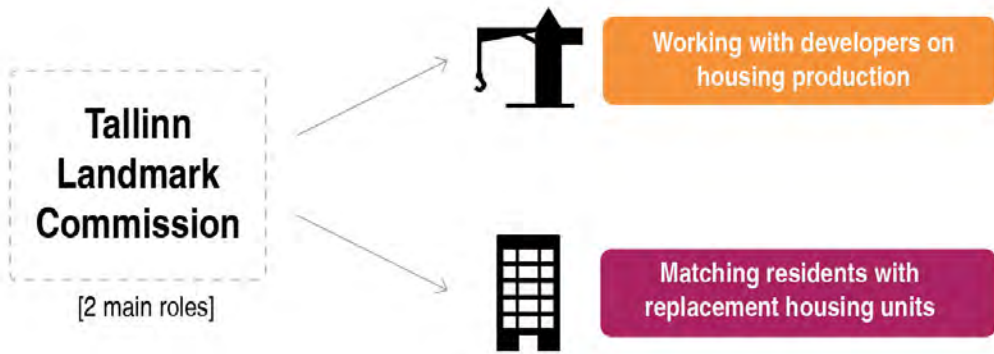 Tallinn
Landmark
Commission
[2 main roles]
Working with developers on
housing production
Matching residents with
replacement housing units